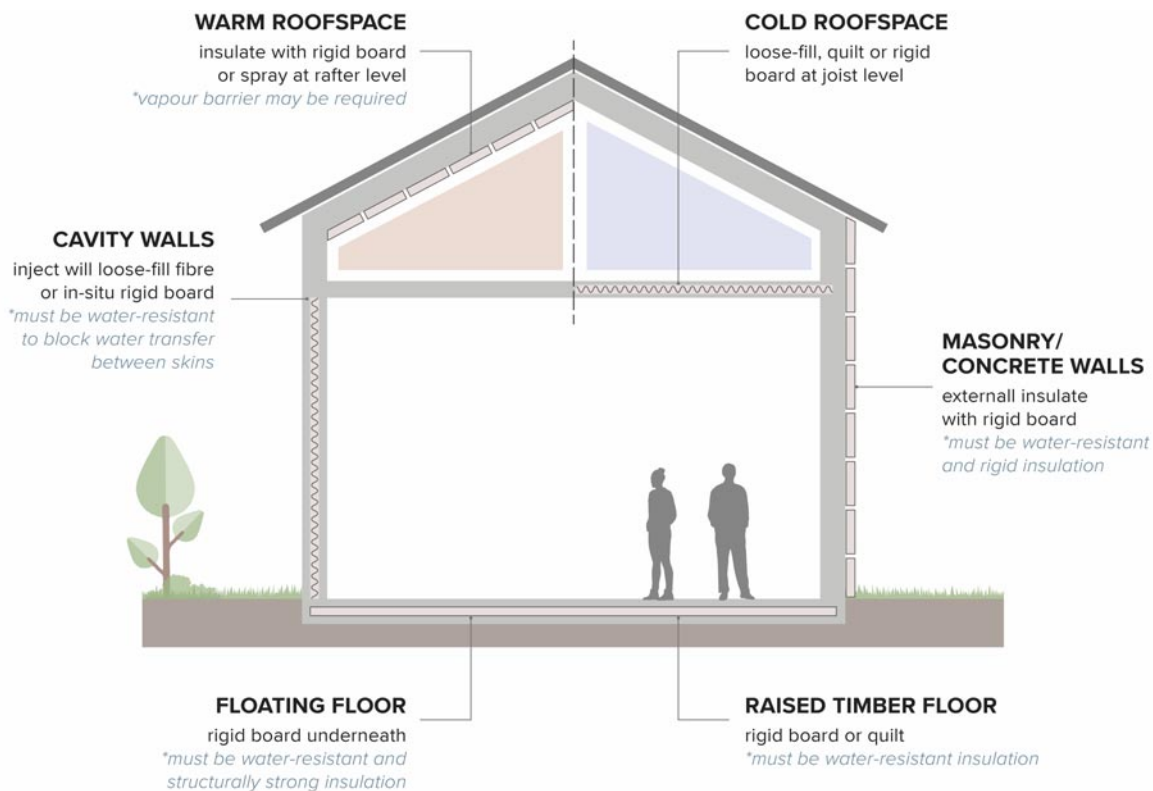 WARM ROOFSPACE
insulate with rigid board
or spray at rafter level
*vapour barrier may be required
COLD ROOFSPACE
loose-fill, quilt or rigid
board at joist level
CAVITY WALLS
inject will loose-fill fibre
or in-situ rigid board
*must be water-resistant
to block water transfer
between skins
MASONRY/
CONCRETE WALLS
externall insulate
with rigid board
*must be water-resistant
and rigid insulation
FLOATING FLOOR
rigid board underneath
*must be water-resistant and
structurally strong insulation
RAISED TIMBER FLOOR
rigid board or quilt
*must be water-resistant insulation